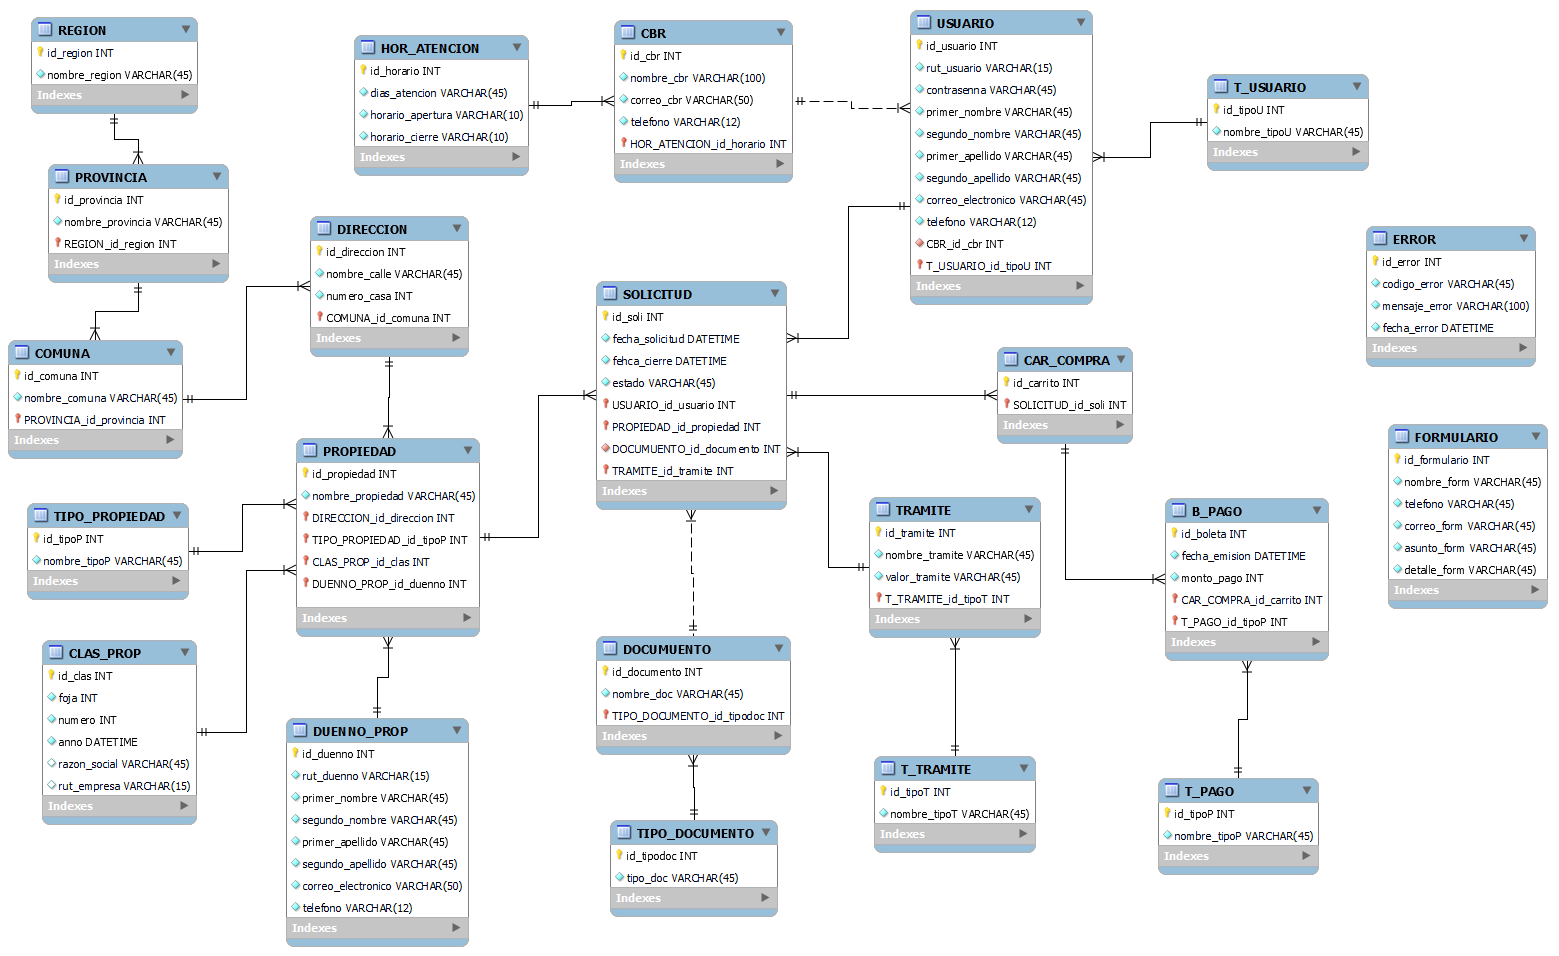 REGION
id_region INT
nombre_region VARCHAR(45)
Indexes
HOR_ATENCION
id_horario INT
dias_atencion VARCHAR(45)
horario_apertura VARCHAR(10)
horario_cierre VARCHAR(10)
Indexes
CBR
id_cbr INT
nombre_cbr VARCHAR(100)
correo_cbr VARCHAR(50)
telefono VARCHAR(12)
HOR_ATENCION_id_horario INT
Indexes
USUARIO
id_usuario INT
rut_usuario VARCHAR(15)
contrasenna VARCHAR(45)
primer_nombre VARCHAR(45)
segundo_nombre VARCHAR(45)
primer_apellido VARCHAR(45)
segundo_apellido VARCHAR(45)
correo_electronico VARCHAR(45)
telefono VARCHAR(12)
CBR_id_cbr INT
T_USUARIO_id_tipoU INT
Indexes
T_USUARIO
id_tipoU INT
nombre_tipoU VARCHAR(45)
Indexes
PROVINCIA
id_provincia INT
nombre_provincia VARCHAR(45)
REGION_id_region INT
Indexes
DIRECCION
id_direccion INT
nombre_calle VARCHAR(45)
numero_casa INT
COMUNA_id_comuna INT
Indexes
ERROR
id_error INT
codigo_error VARCHAR(45)
mensaje_error VARCHAR(100)
fecha_error DATETIME
Indexes
SOLICITUD
id_soli INT
fecha_solicitud DATETIME
fehca_cierre DATETIME
estado VARCHAR(45)
USUARIO_id_usuario INT
PROPIEDAD_id_propiedad INT
DOCUMUENTO_id_documento INT
TRAMITE_id_tramite INT
Indexes
COMUNA
id_comuna INT
nombre_comuna VARCHAR(45)
PROVINCIA_id_provincia INT
Indexes
CAR_COMPRA
id_carrito INT
SOLICITUD_id_soli INT
Indexes
FORMULARIO
id_formulario INT
nombre_form VARCHAR(45)
telefono VARCHAR(45)
correo_form VARCHAR(45)
asunto_form VARCHAR(45)
detalle_form VARCHAR(45)
Indexes
PROPIEDAD
id_propiedad INT
nombre_propiedad VARCHAR(45)
DIRECCION_id_direccion INT
TIPO_PROPIEDAD_id_tipoP INT
CLAS_PROP_id_clas INT
DUENNO_PROP_id_duenno INT
Indexes
TIPO_PROPIEDAD
id_tipoP INT
nombre_tipoP VARCHAR(45)
Indexes
TRAMITE
id_tramite INT
nombre_tramite VARCHAR(45)
valor_tramite VARCHAR(45)
T_TRAMITE_id_tipoT INT
Indexes
B_PAGO
id_boleta INT
fecha_emision DATETIME
monto_pago INT
CAR_COMPRA_id_carrito INT
T_PAGO_id_tipoP INT
Indexes
CLAS_PROP
id_clas INT
foja INT
numero INT
anno DATETIME
razon_social VARCHAR(45)
rut_empresa VARCHAR(15)
Indexes
DOCUMUENTO
id_documento INT
nombre_doc VARCHAR(45)
TIPO_DOCUMENTO_id_tipodoc INT
Indexes
DUENNO_PROP
id_duenno INT
rut_duenno VARCHAR(15)
primer_nombre VARCHAR(45)
segundo_nombre VARCHAR(45)
primer_apellido VARCHAR(45)
segundo_apellido VARCHAR(45)
correo_electronico VARCHAR(50)
telefono VARCHAR(12)
Indexes
T_TRAMITE
id_tipoT INT
nombre_tipoT VARCHAR(45)
Indexes
T_PAGO
id_tipoP INT
nombre_tipoP VARCHAR(45)
Indexes
TIPO_DOCUMENTO
id_tipodoc INT
tipo_doc VARCHAR(45)
Indexes